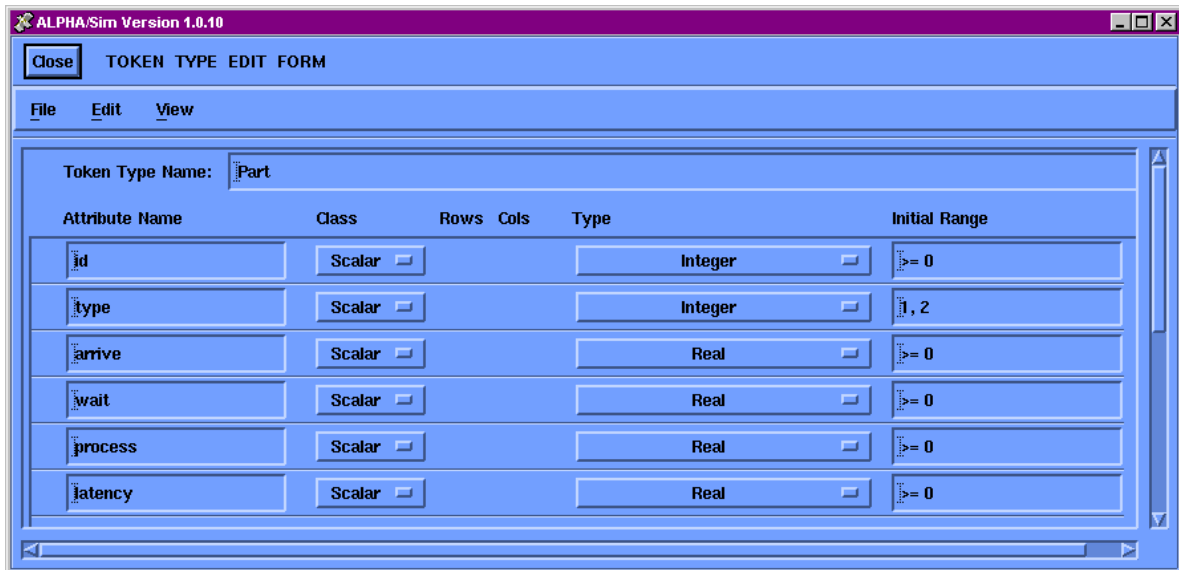 ALPHA/Sim Version 1.0.10
Close TOKEN TYPE EDIT FORM
File Edit View
Token Type Name: Part
Attribute Name Class Rows Cols Type Initial Range
id Scalar Integer >= 0
type Scalar Integer 1, 2
arrive Scalar Real >= 0
wait Scalar Real >= 0
process Scalar Real >= 0
latency Scalar Real >= 0